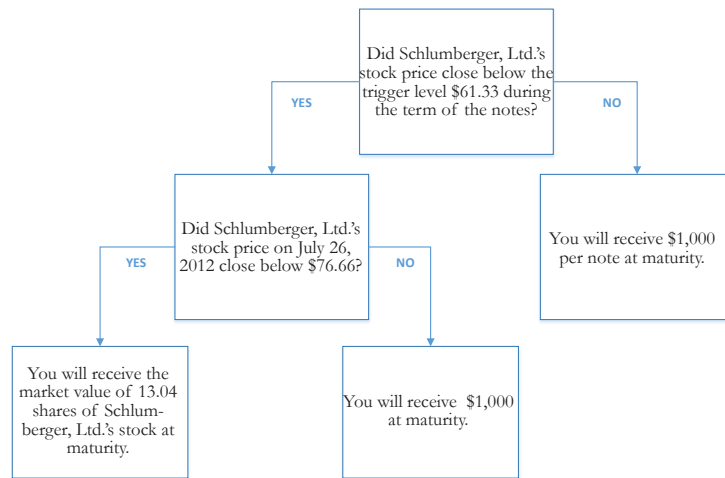 Did Schlumberger, Ltd.'s
stock price close below the
trigger level $61.33 during
the term of the notes?
YES
NO
Did Schlumberger, Ltd.'s
stock price on July 26,
2012 close below $76.66?
You will receive $1,000
per note at maturity.
YES
NO
You will receive the
market value of 13.04
shares of Schlum-
berger, Ltd.'s stock at
maturity.
You will receive $1,000
at maturity.